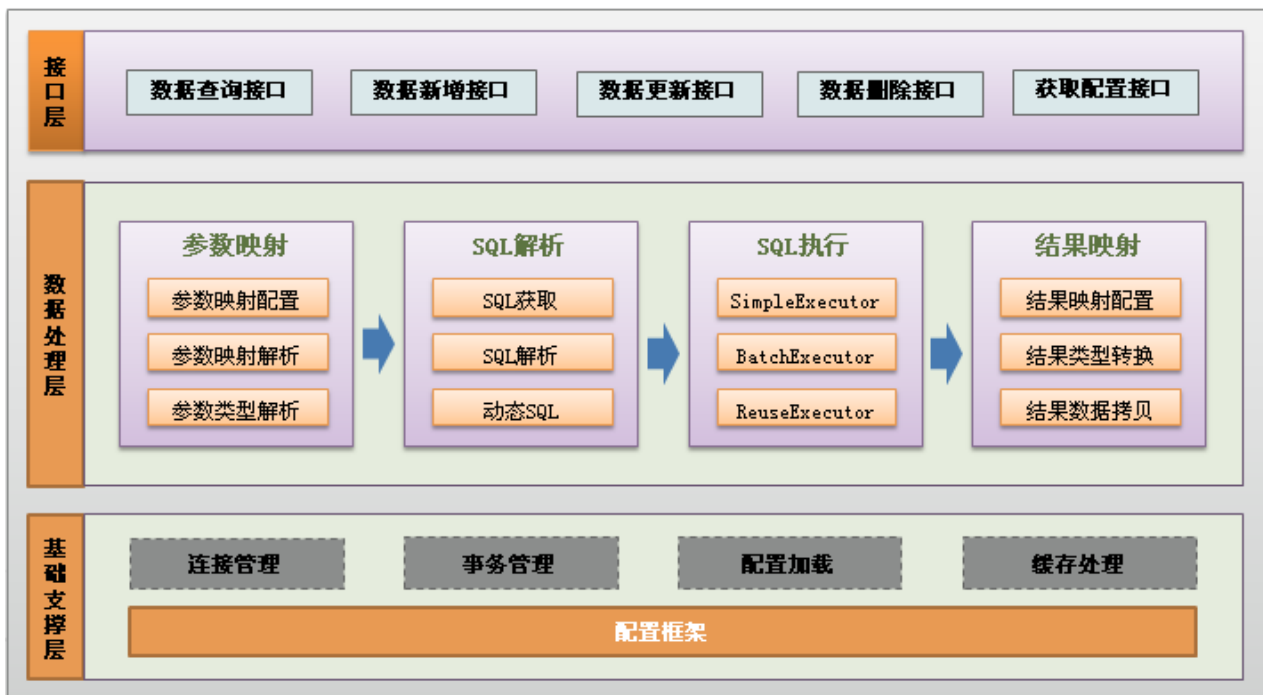 接口层
数据查询接口
数据新增接口
数据更新接口
数据删除接口
获取配置接口
数据处理层
参数映射
参数映射配置
参数映射解析
参数类型解析
SQL解析
SQL获取
SQL解析
动态SQL
SQL执行
SimpleExecutor
BatchExecutor
ReuseExecutor
结果映射
结果映射配置
结果类型转换
结果数据拷贝
基础支撑层
连接管理
事务管理
配置加载
缓存处理
配置框架